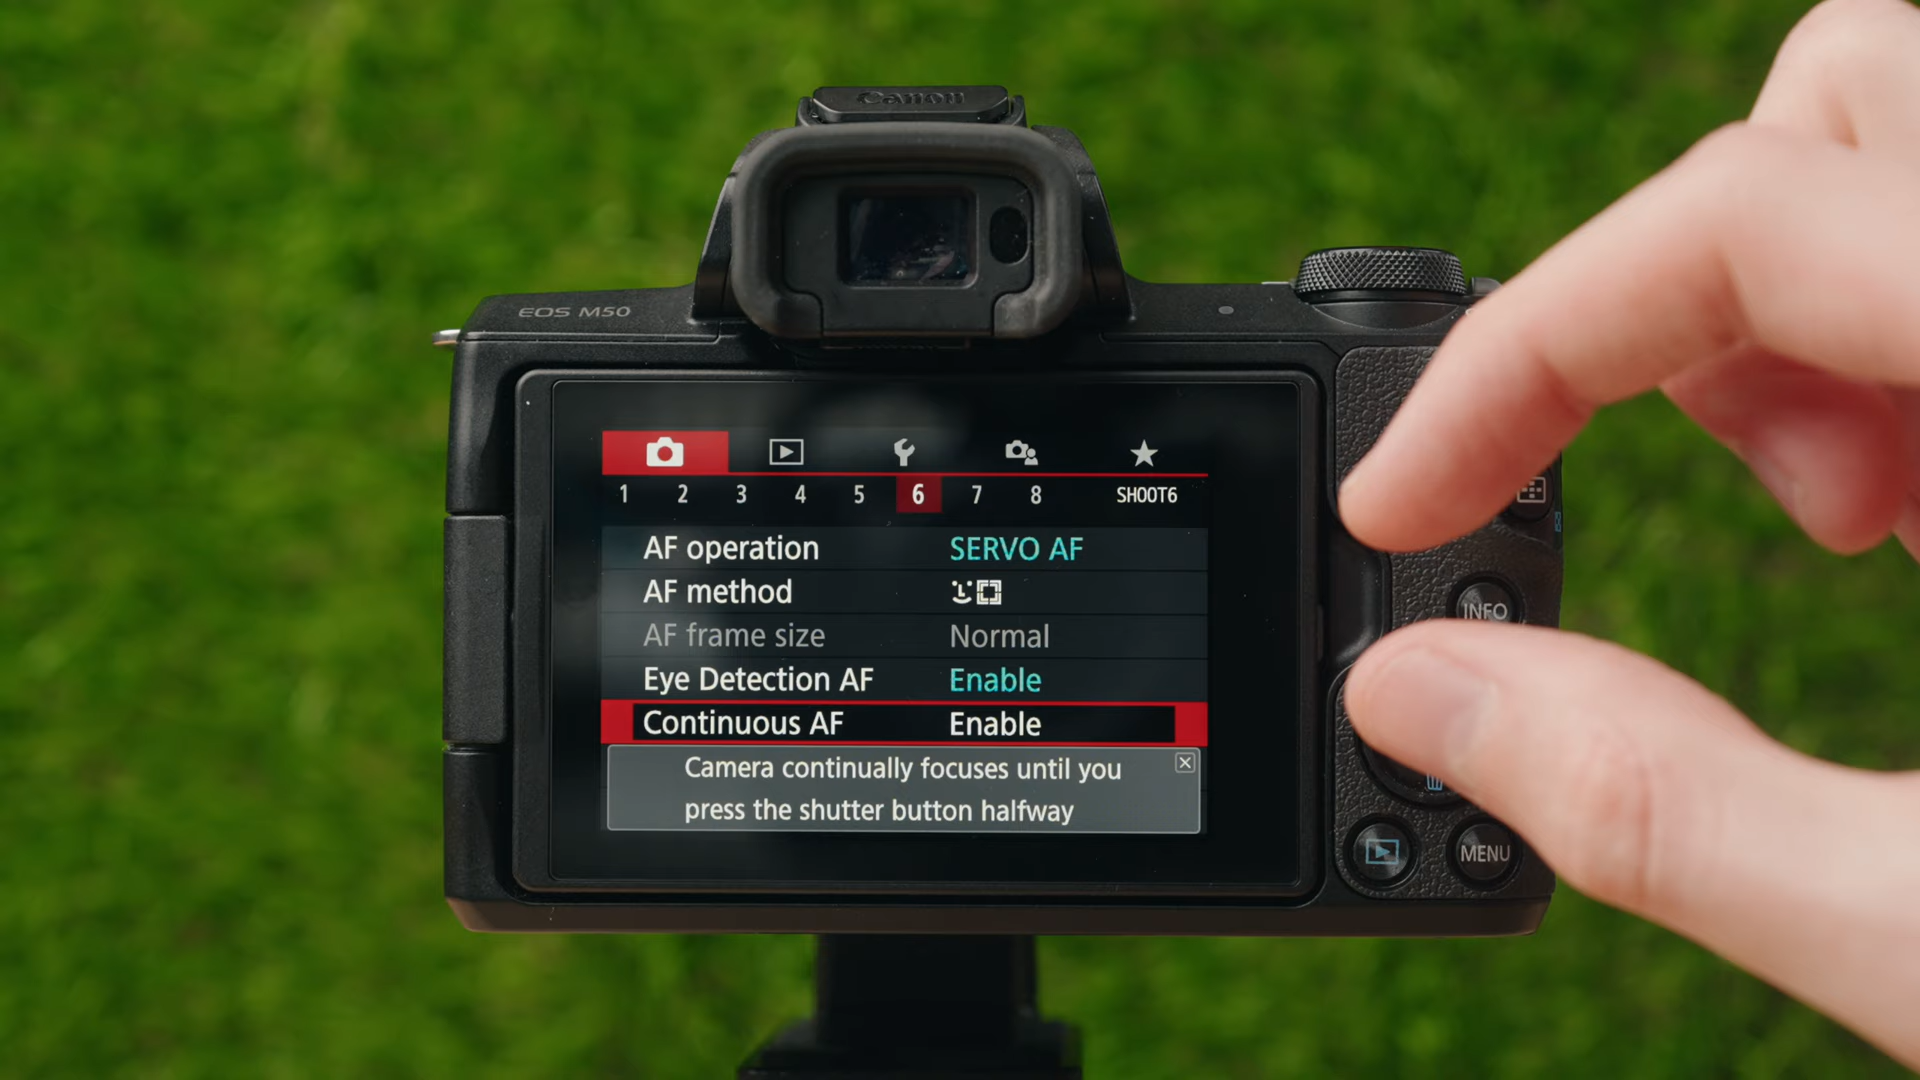 Canon
EOS M50
1 2 3 4 5 6 7 8 SHOOT6
AF operation SERVO AF
AF method
AF frame size Normal
Eye Detection AF Enable
Continuous AF Enable
Camera continually focuses until you
press the shutter button halfway
INFO
MENU